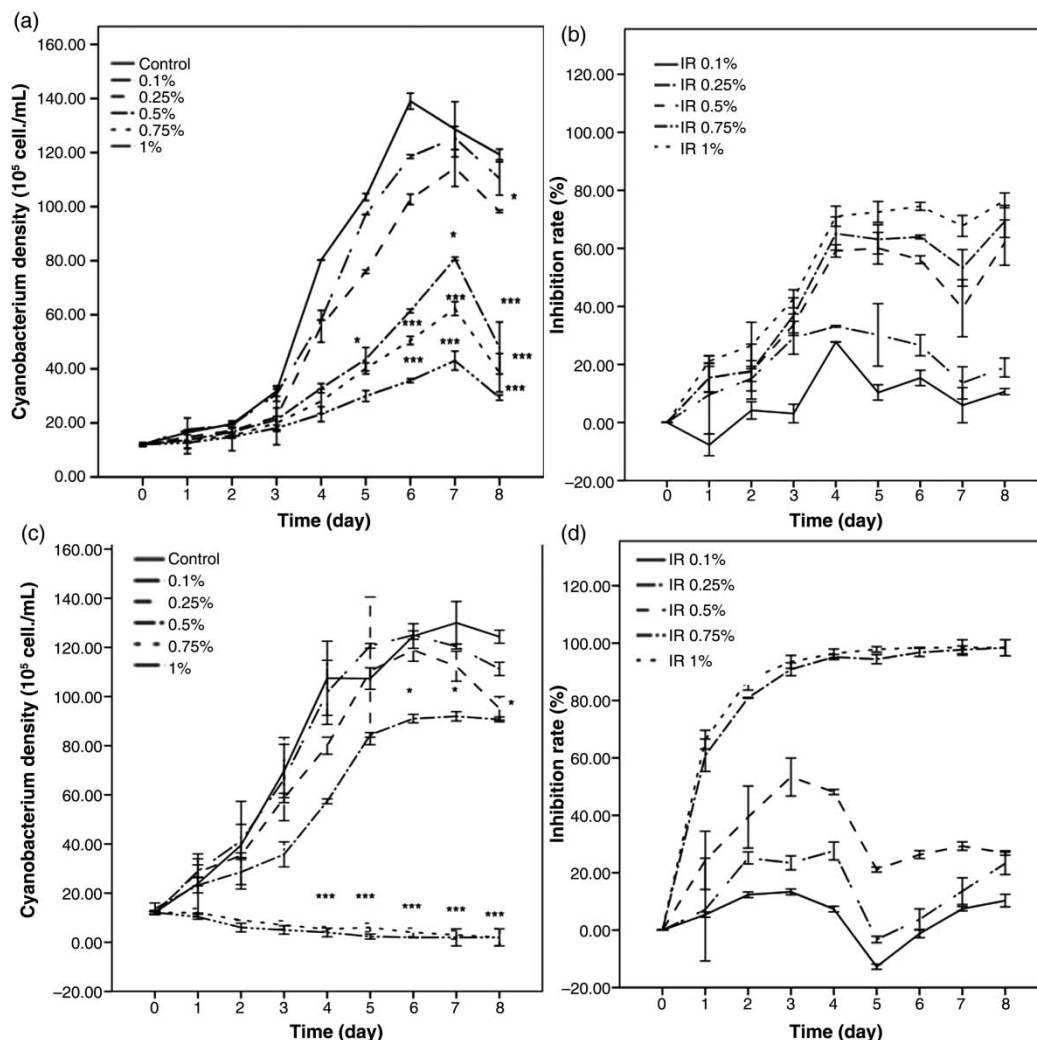 (a)
Cyanobacterium density (10⁵ cell./mL)
160.00
140.00
120.00
100.00
80.00
60.00
40.00
20.00
0.00
Control
0.1%
0.25%
0.5%
0.75%
1%
*
*
*
***
***
***
***
***
***
***
0 1 2 3 4 5 6 7 8
Time (day)
(b)
Inhibition rate (%)
120.00
100.00
80.00
60.00
40.00
20.00
0.00
−20.00
IR 0.1%
IR 0.25%
IR 0.5%
IR 0.75%
IR 1%
0 1 2 3 4 5 6 7 8
Time (day)
(c)
Cyanobacterium density (10⁵ cell./mL)
160.00
140.00
120.00
100.00
80.00
60.00
40.00
20.00
0.00
−20.00
Control
0.1%
0.25%
0.5%
0.75%
1%
* * *
*** *** *** *** ***
0 1 2 3 4 5 6 7 8
Time (day)
(d)
Inhibition rate (%)
120.00
100.00
80.00
60.00
40.00
20.00
0.00
−20.00
IR 0.1%
IR 0.25%
IR 0.5%
IR 0.75%
IR 1%
0 1 2 3 4 5 6 7 8
Time (day)